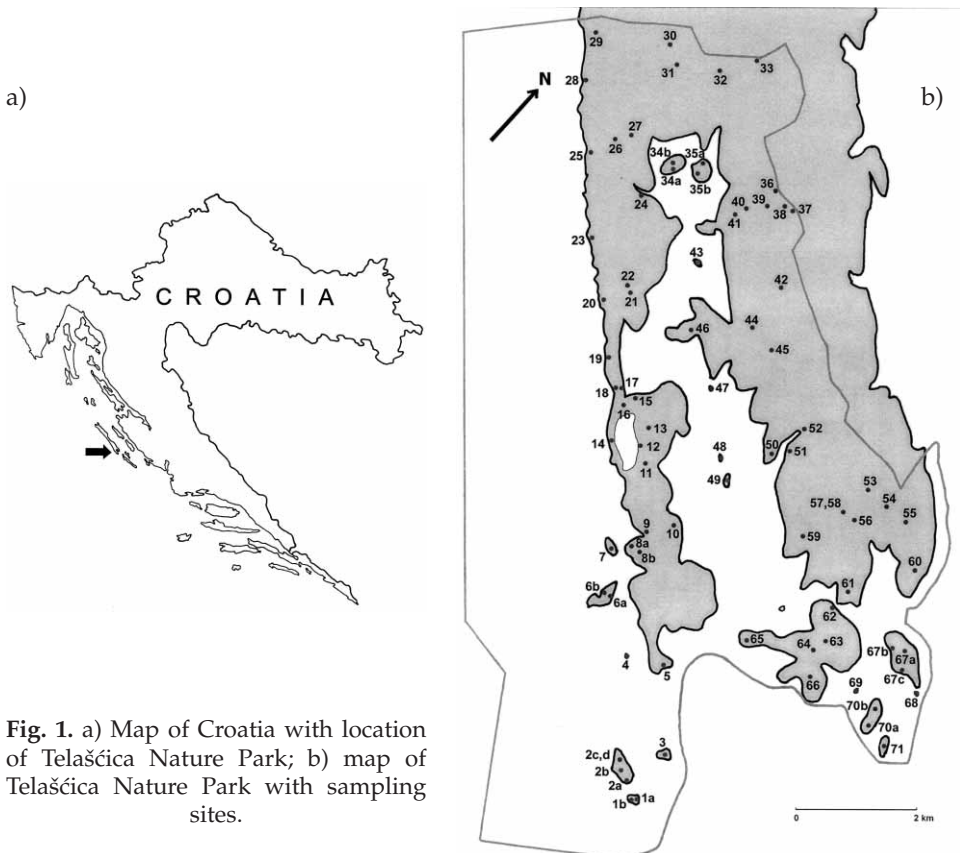 a)
CROATIA
Fig. 1. a) Map of Croatia with location
of Telašćica Nature Park; b) map of
Telašćica Nature Park with sampling
sites.
b)
N
29
30
31
32
33
28
27
26
25
34b
35a
34a
35b
24
36
40
39
38
37
41
23
43
22
21
20
42
44
46
45
19
18
17
47
15
16
13
14
12
11
52
50
51
48
49
53
54
57,58
56
55
59
9
10
8a
8b
7
6b
6a
60
61
62
65
64
63
67b
67a
67c
66
69
68
70b
70a
71
4
5
3
2c,d
2b
2a
1b
1a
0
2 km